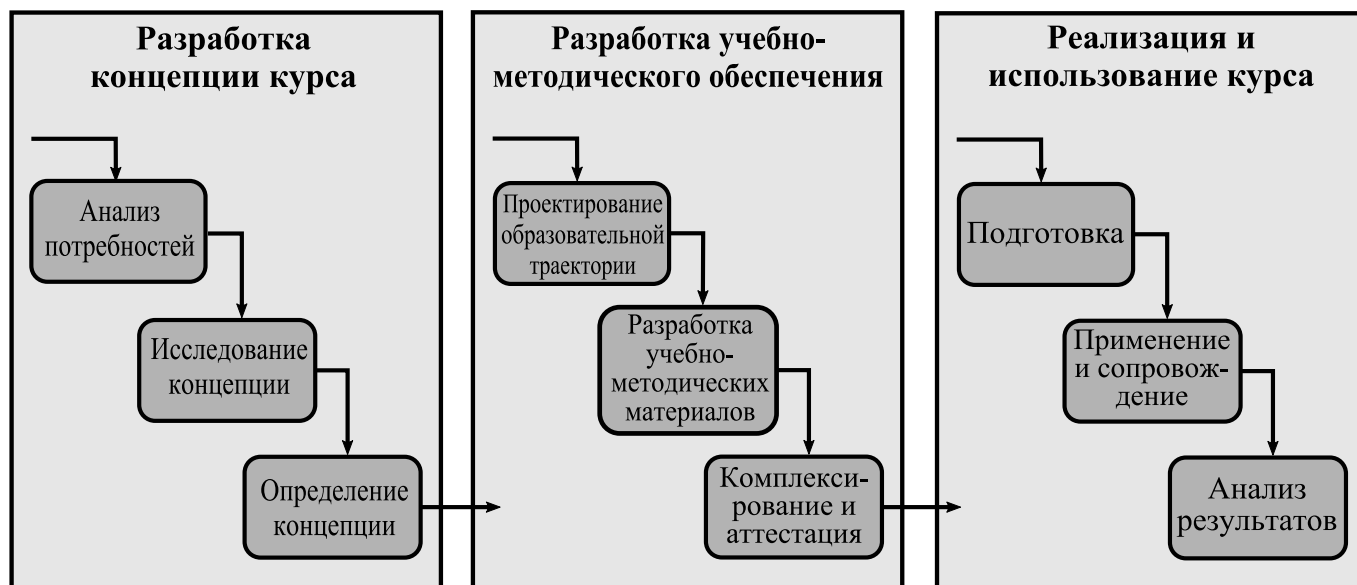 Разработка
концепции курса
Анализ
потребностей
Исследование
концепции
Определение
концепции
Разработка учебно-
методического обеспечения
Проектирование
образовательной
траектории
Разработка
учебно-
методических
материалов
Комплекси-
рование и
аттестация
Реализация и
использование курса
Подготовка
Применение
и сопровож-
дение
Анализ
результатов